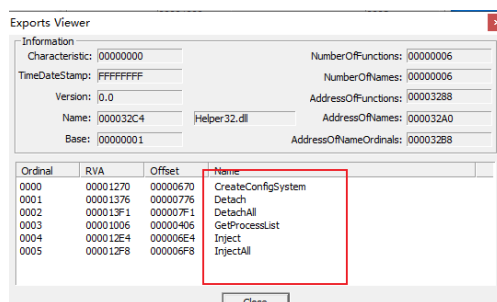 Exports Viewer
Information
Characteristic: 00000000 NumberOfFunctions: 00000006
TimeDateStamp: FFFFFFFF NumberOfNames: 00000006
Version: 0.0 AddressOfFunctions: 00003288
Name: 000032C4 Helper32.dll AddressOfNames: 000032A0
Base: 00000001 AddressOfNameOrdinals: 000032B8
Ordinal RVA Offset Name
0000 00001270 00000670 CreateConfigSystem
0001 00001376 00000776 Detach
0002 000013F1 000007F1 DetachAll
0003 00001006 00000406 GetProcessList
0004 000012E4 000006E4 Inject
0005 000012F8 000006F8 InjectAll
Close